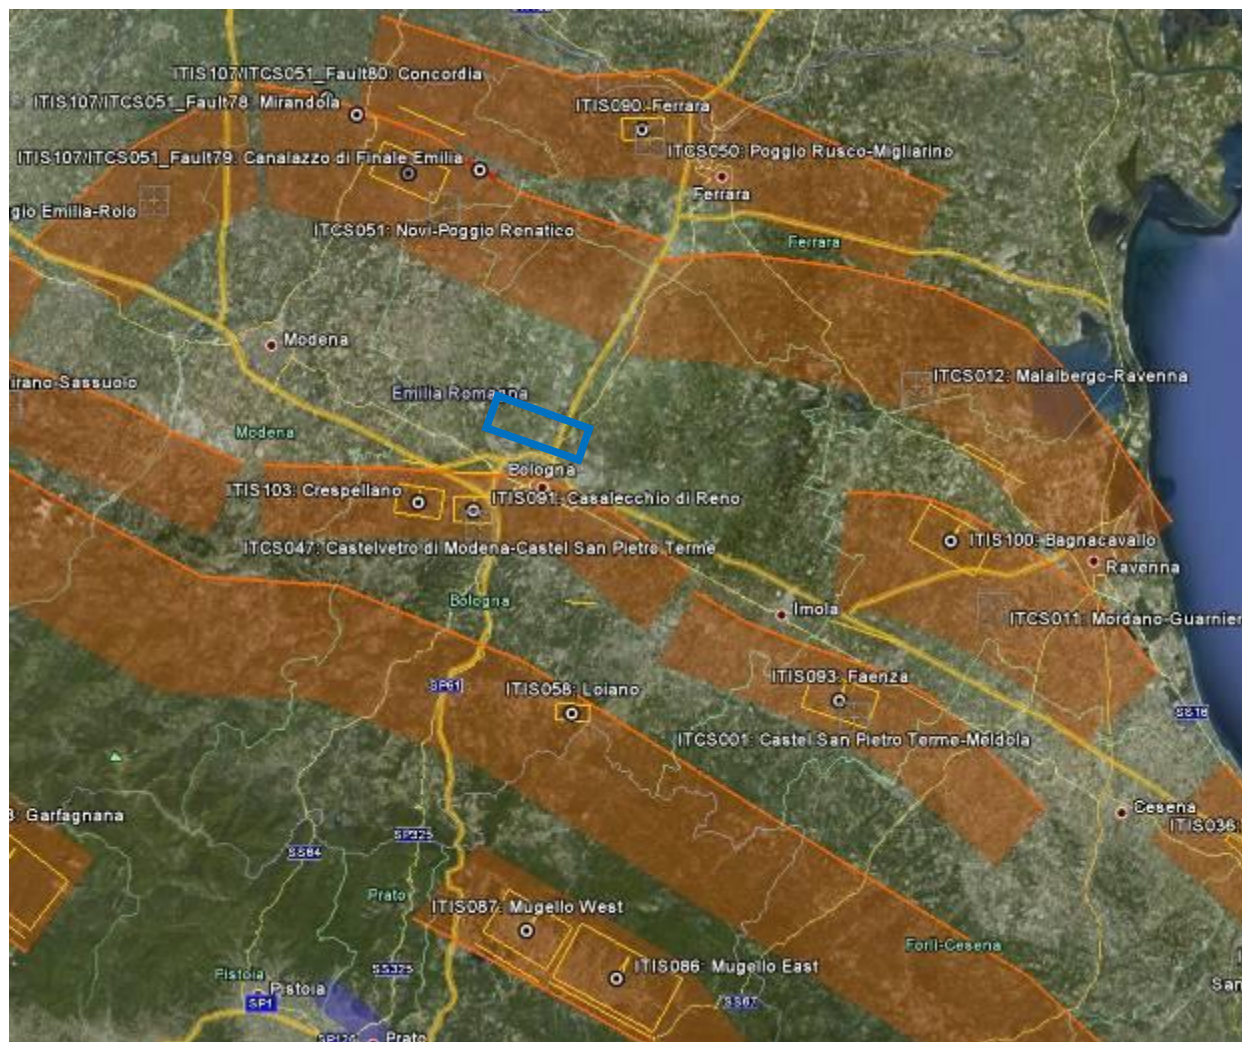 ITIS107/ITCS051_Fault80: Concordia
ITIS107/ITCS051_Fault78: Mirandola
ITIS090: Ferrara
ITIS107/ITCS051_Fault79: Canalazzo di Finale Emilia
ITCS050: Poggio Rusco-Migliarino
Ferrara
gio Emilia-Rolo
ITCS051: Novi-Poggio Renatico
Ferrara
Modena
irano-Sassuolo
Emilia Romagna
ITCS012: Malalbergo-Ravenna
Modena
Bologna
ITIS103: Crespellano
ITIS091: Casalecchio di Reno
ITCS047: Castelvetro di Modena-Castel San Pietro Terme
ITIS100: Bagnacavallo
Ravenna
Bologna
Imola
ITCS011: Mordano-Guarnier
SP61
ITIS058: Loiano
ITIS093: Faenza
SS16
ITCS001: Castel San Pietro Terme-Meldola
Garfagnana
SP325
SS64
Cesena
ITIS036:
Prato
ITIS087: Mugello West
Forlì-Cesena
SS325
ITIS086: Mugello East
Pistoia
Pistoia
SP1
SS67
San
Prato